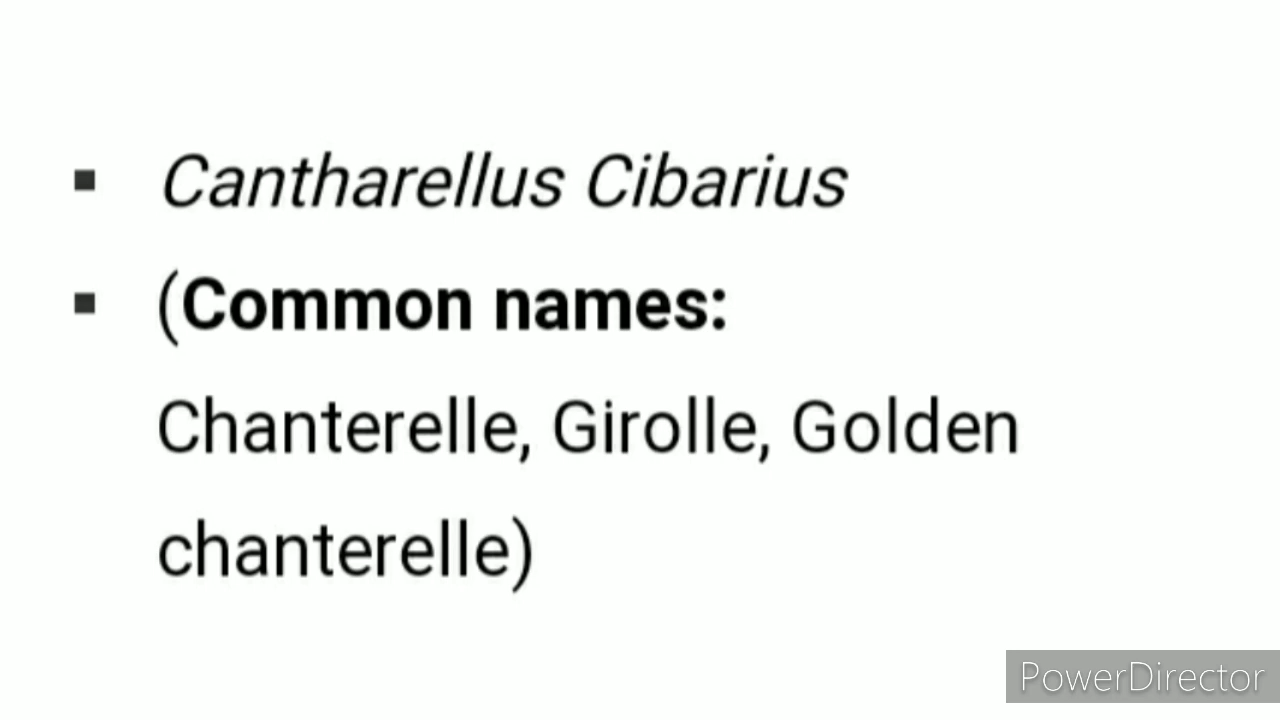 ▪ Cantharellus Cibarius
▪ (Common names:
Chanterelle, Girolle, Golden
chanterelle)
PowerDirector